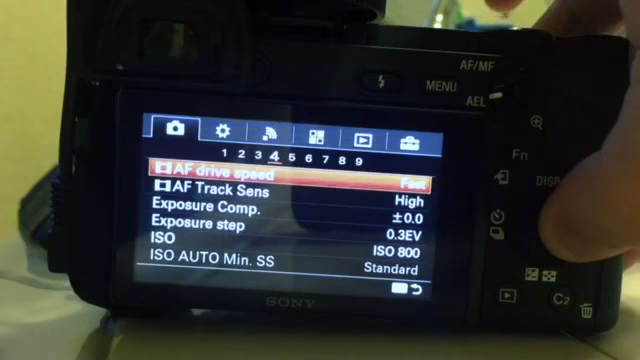 AF/MF
MENU
AEL
1 2 3 4 5 6 7 8 9
AF drive speed Fast
AF Track Sens High
Exposure Comp. ±0.0
Exposure step 0.3EV
ISO ISO 800
ISO AUTO Min. SS Standard
Fn
DISP
C2
SONY